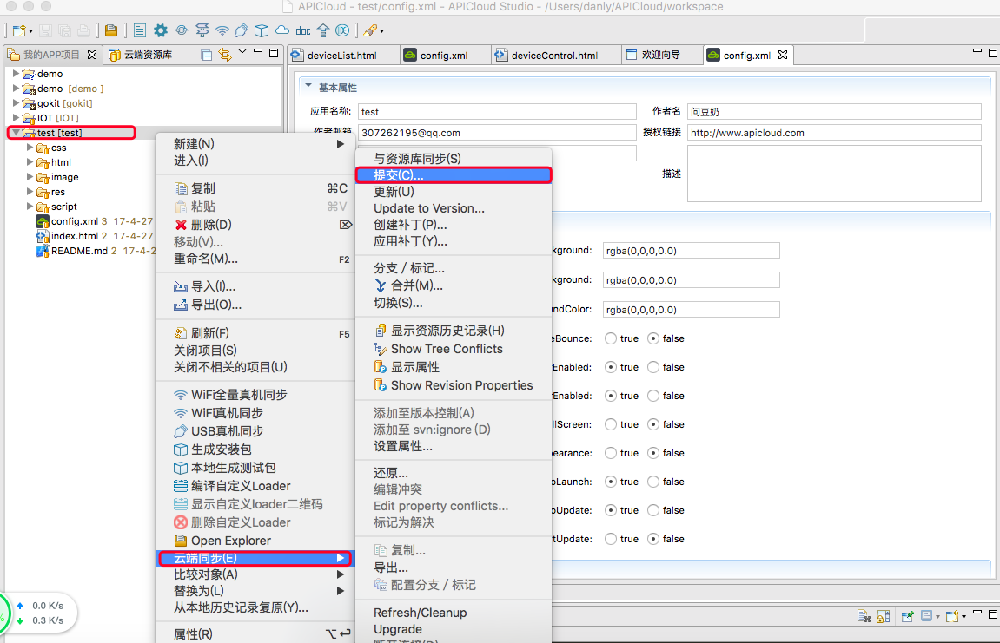 APICloud - test/config.xml - APICloud Studio - /Users/danly/APICloud/workspace
doc
我的APP项目
云端资源库
deviceList.html
config.xml
deviceControl.html
欢迎向导
config.xml
demo
demo [demo ]
gokit [gokit]
IOT [IOT]
test [test]
css
html
image
res
script
config.xml 3 17-4-27
index.html 2 17-4-27
README.md 2 17-4-2
基本属性
应用名称:
test
作者名
问豆奶
作者邮箱
307262195@qq.com
授权链接
http://www.apicloud.com
描述
新建(N)
进入(I)
复制 ⌘C
粘贴 ⌘V
删除(D) ⌦
移动(V)...
重命名(M)... F2
导入(I)...
导出(O)...
刷新(F) F5
关闭项目(S)
关闭不相关的项目(U)
WiFi全量真机同步
WiFi真机同步
USB真机同步
生成安装包
本地生成测试包
编译自定义Loader
显示自定义loader二维码
删除自定义Loader
Open Explorer
云端同步(E)
比较对象(A)
替换为(L)
从本地历史记录复原(Y)...
属性(R) ⌥↩
与资源库同步(S)
提交(C)...
更新(U)
Update to Version...
创建补丁(P)...
应用补丁(Y)...
分支 / 标记...
合并(M)...
切换(S)...
显示资源历史记录(H)
Show Tree Conflicts
显示属性
Show Revision Properties
添加至版本控制(A)
添加至 svn:ignore (D)
设置属性...
还原...
编辑冲突
Edit property conflicts...
标记为解决
复制...
导出...
配置分支 / 标记
Refresh/Cleanup
Upgrade
断开连接(D)
kground: rgba(0,0,0,0.0)
kground: rgba(0,0,0,0.0)
ndColor: rgba(0,0,0,0.0)
eBounce: true false
Enabled: true false
rEnabled: true false
llScreen: true false
pearance: true false
oLaunch: true false
oUpdate: true false
rtUpdate: true false
%
0.0 K/s
0.3 K/s